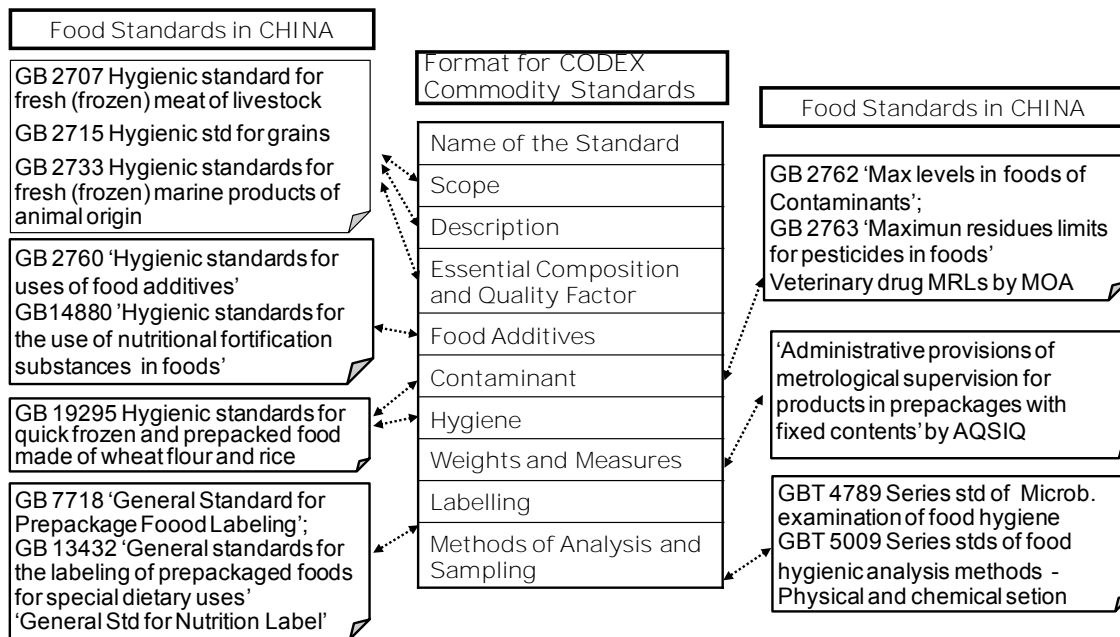 Food Standards in CHINA
GB 2707 Hygienic standard for
fresh (frozen) meat of livestock
GB 2715 Hygienic std for grains
GB 2733 Hygienic standards for
fresh (frozen) marine products of
animal origin
GB 2760 ‘Hygienic standards for
uses of food additives’
GB14880 ’Hygienic standards for
the use of nutritional fortification
substances in foods’
GB 19295 Hygienic standards for
quick frozen and prepacked food
made of wheat flour and rice
GB 7718 ‘General Standard for
Prepackage Foood Labeling’;
GB 13432 ‘General standards for
the labeling of prepackaged foods
for special dietary uses’
‘General Std for Nutrition Label’
Format for CODEX
Commodity Standards
Name of the Standard
Scope
Description
Essential Composition
and Quality Factor
Food Additives
Contaminant
Hygiene
Weights and Measures
Labelling
Methods of Analysis and
Sampling
Food Standards in CHINA
GB 2762 ‘Max levels in foods of
Contaminants’;
GB 2763 ‘Maximun residues limits
for pesticides in foods’
Veterinary drug MRLs by MOA
‘Administrative provisions of
metrological supervision for
products in prepackages with
fixed contents’ by AQSIQ
GBT 4789 Series std of Microb.
examination of food hygiene
GBT 5009 Series stds of food
hygienic analysis methods -
Physical and chemical setion